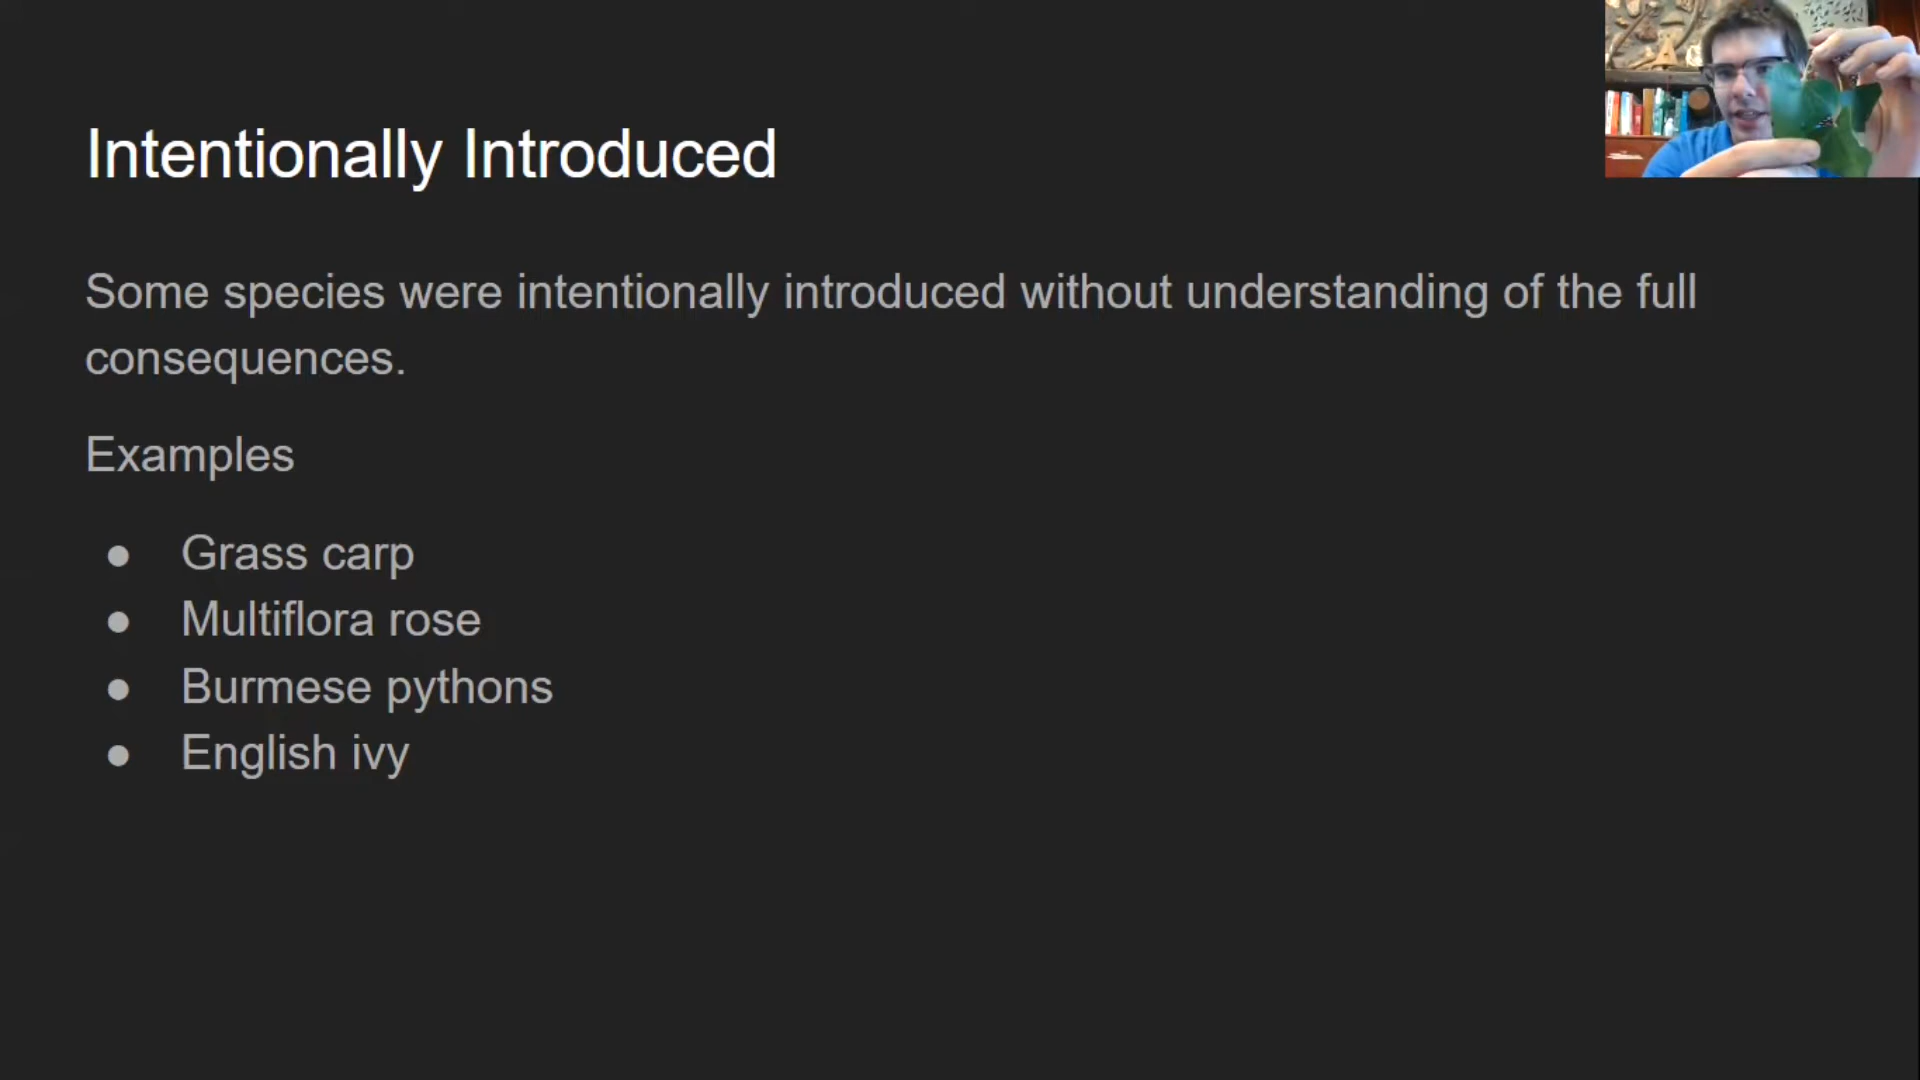 Intentionally Introduced
Some species were intentionally introduced without understanding of the full
consequences.
Examples
● Grass carp
● Multiflora rose
● Burmese pythons
● English ivy